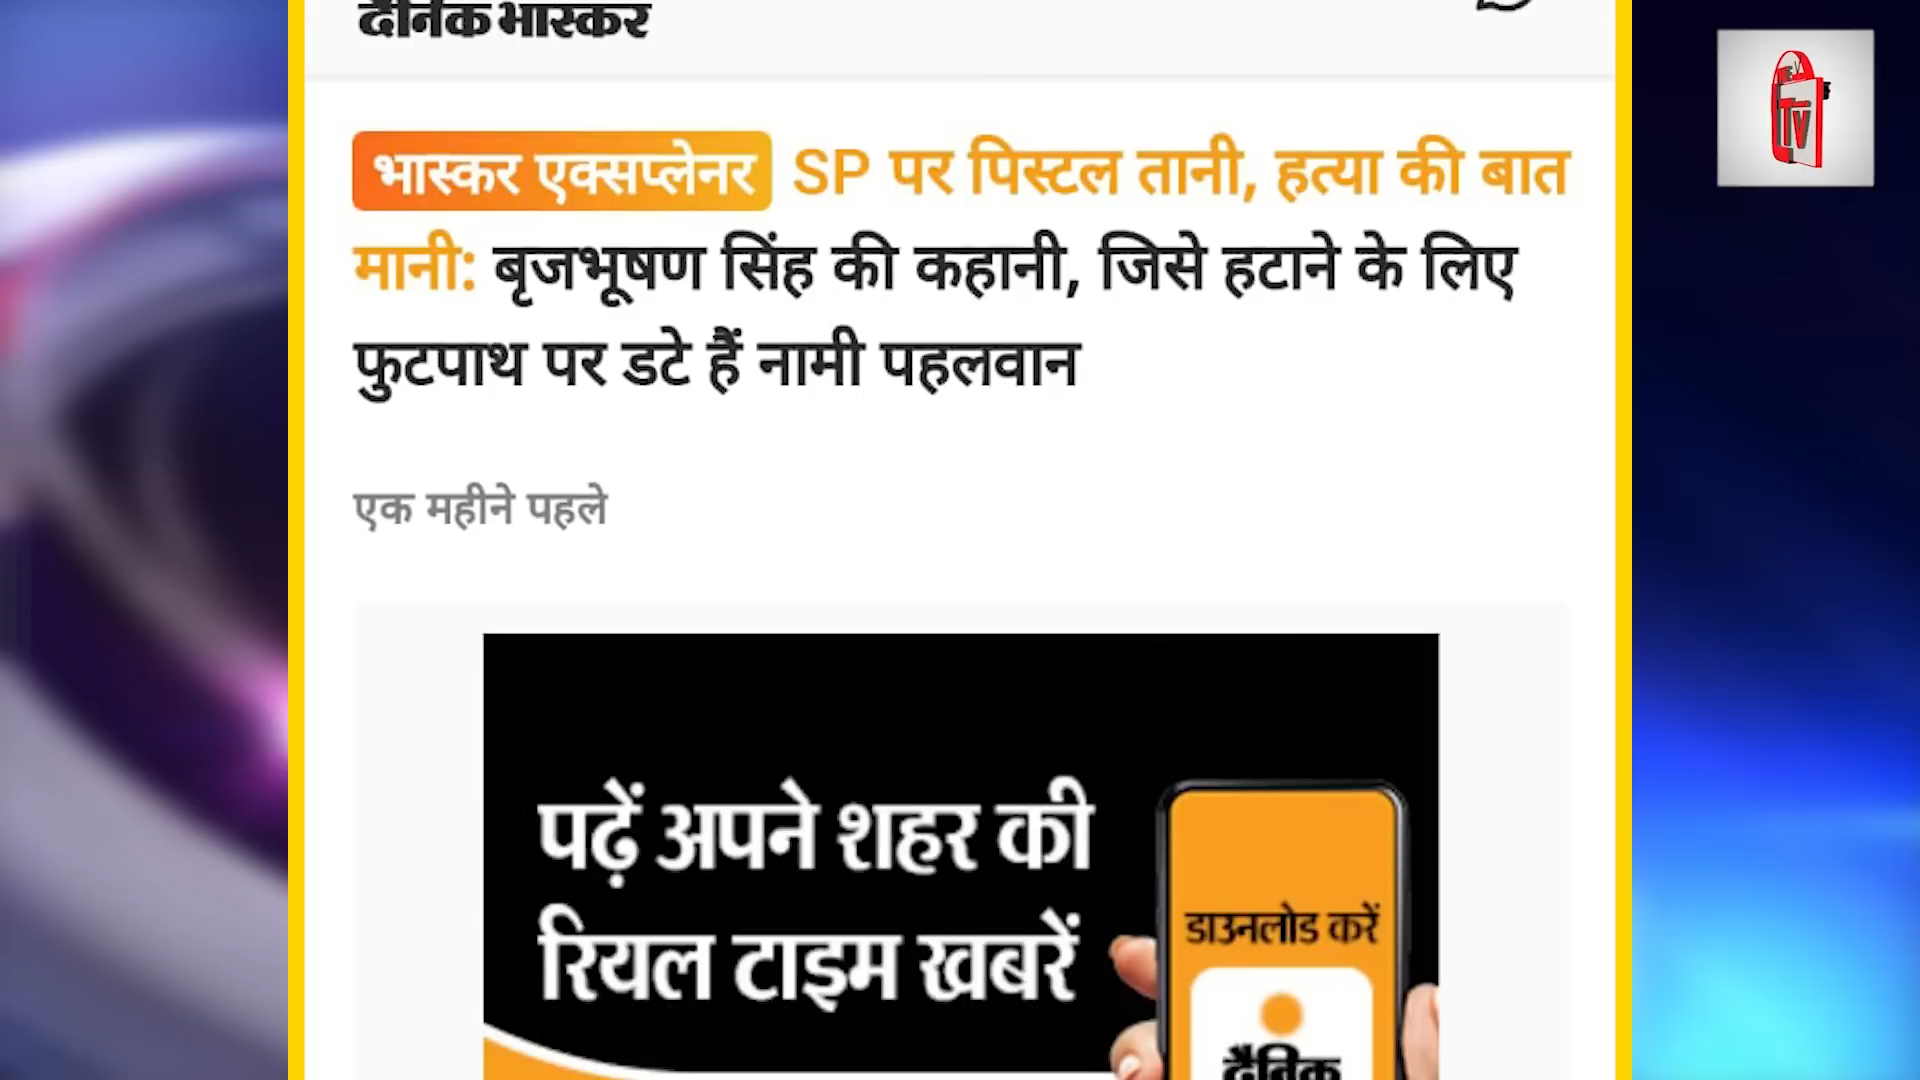 दैनिक भास्कर
भास्कर एक्सप्लेनर SP पर पिस्टल तानी, हत्या की बात
मानी: बृजभूषण सिंह की कहानी, जिसे हटाने के लिए
फुटपाथ पर डटे हैं नामी पहलवान
एक महीने पहले
पढ़ें अपने शहर की
रियल टाइम खबरें
डाउनलोड करें
दैनिक
TV